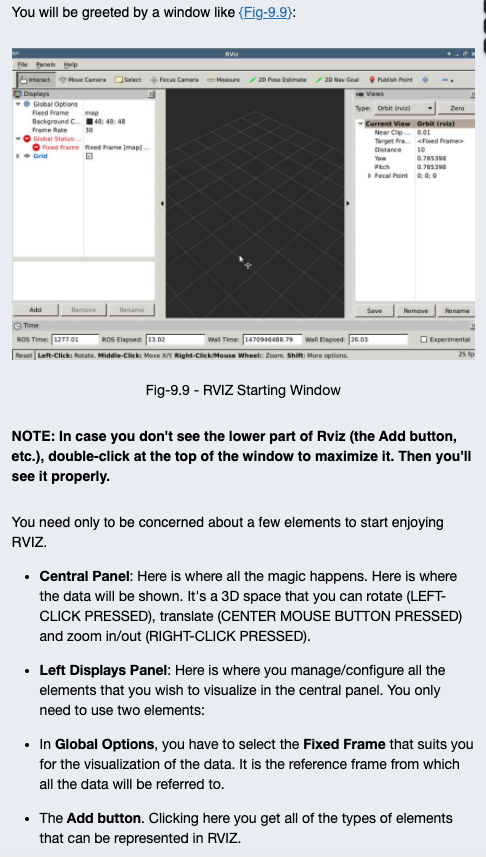 You will be greeted by a window like {Fig-9.9}:
RViz
File Panels Help
Interact Move Camera Select Focus Camera Measure 2D Pose Estimate 2D Nav Goal Publish Point
Displays
Global Options
Fixed Frame map
Background C... 48; 48; 48
Frame Rate 30
Global Status:...
Fixed Frame Fixed Frame [map] ...
Grid
Add Remove Rename
Views
Type: Orbit (rviz) Zero
Current View Orbit (rviz)
Near Clip ... 0.01
Target Fra... <Fixed Frame>
Distance 10
Yaw 0.785398
Pitch 0.785398
Focal Point 0; 0; 0
Save Remove Rename
Time
ROS Time: 1277.01 ROS Elapsed: 13.02 Wall Time: 1470946488.79 Wall Elapsed: 26.03 Experimental
Reset Left-Click: Rotate. Middle-Click: Move X/Y. Right-Click/Mouse Wheel:: Zoom. Shift: More options. 25 fps
Fig-9.9 - RVIZ Starting Window
NOTE: In case you don't see the lower part of Rviz (the Add button,
etc.), double-click at the top of the window to maximize it. Then you'll
see it properly.
You need only to be concerned about a few elements to start enjoying
RVIZ.
• Central Panel: Here is where all the magic happens. Here is where
the data will be shown. It's a 3D space that you can rotate (LEFT-
CLICK PRESSED), translate (CENTER MOUSE BUTTON PRESSED)
and zoom in/out (RIGHT-CLICK PRESSED).
• Left Displays Panel: Here is where you manage/configure all the
elements that you wish to visualize in the central panel. You only
need to use two elements:
• In Global Options, you have to select the Fixed Frame that suits you
for the visualization of the data. It is the reference frame from which
all the data will be referred to.
• The Add button. Clicking here you get all of the types of elements
that can be represented in RVIZ.